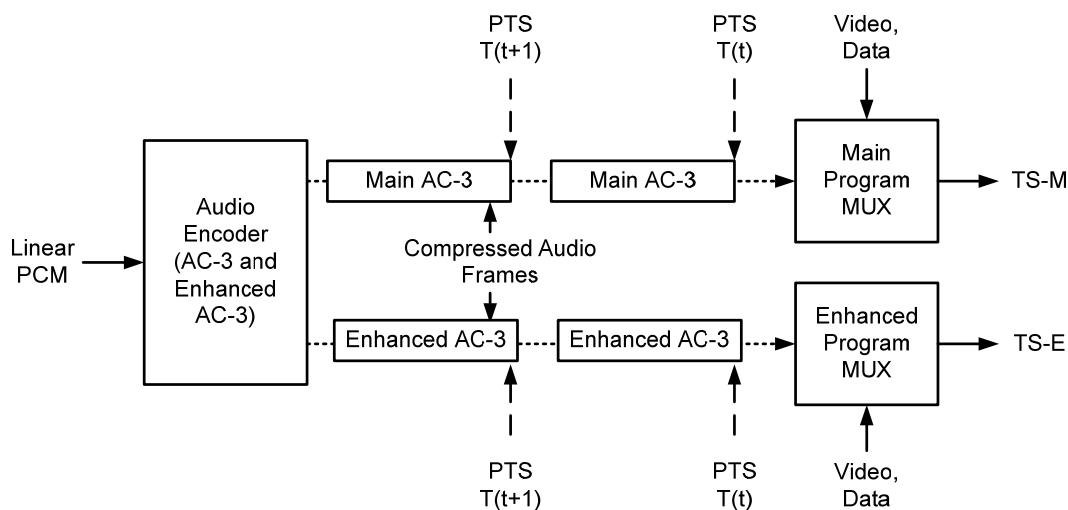 PTS
T(t+1)
PTS
T(t)
Video,
Data
Main AC-3
Main AC-3
Main
Program
MUX
TS-M
Linear
PCM
Audio
Encoder
(AC-3 and
Enhanced
AC-3)
Compressed Audio
Frames
Enhanced AC-3
Enhanced AC-3
Enhanced
Program
MUX
TS-E
PTS
T(t+1)
PTS
T(t)
Video,
Data